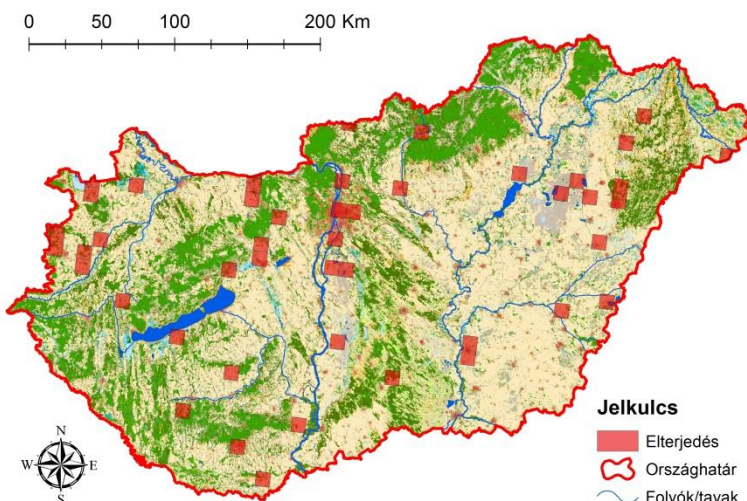 0 50 100 200 Km
N
W E
S
Jelkulcs
Elterjedés
Országhatár
Folyók/tavak